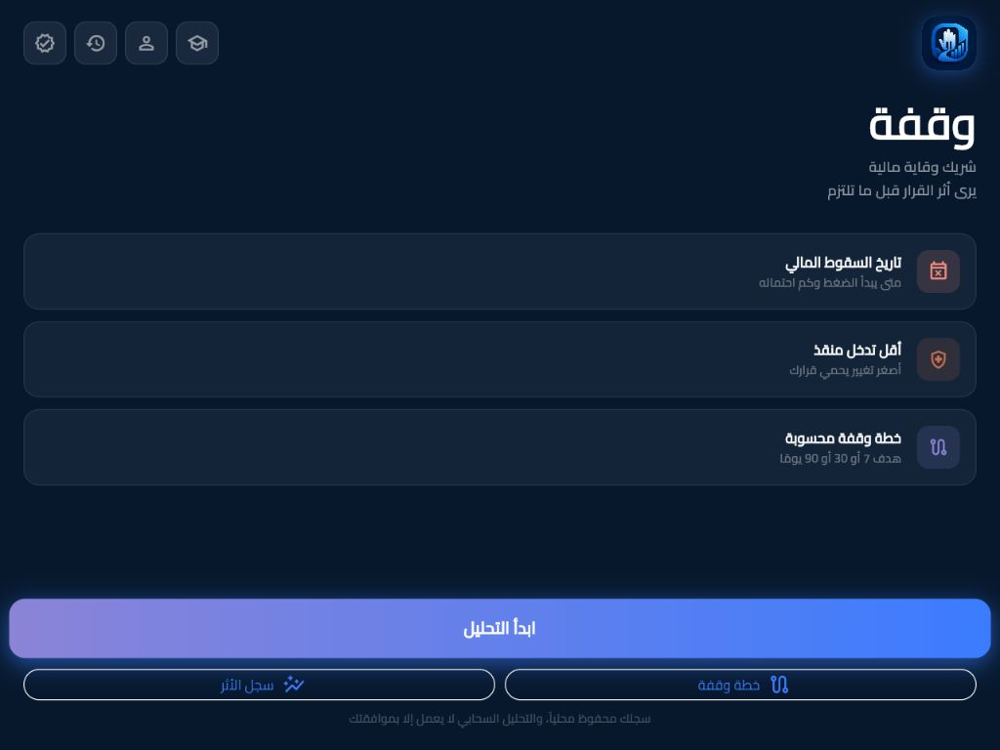 وقفة
شريك وقاية مالية
يرى أثر القرار قبل ما تلتزم
تاريخ السقوط المالي
متى يبدأ الضغط وكم احتماله
أقل تدخل منقذ
أصغر تغيير يحمي قرارك
خطة وقفة محسوبة
هدف 7 أو 30 أو 90 يومًا
ابدأ التحليل
خطة وقفة
سجل الأثر
سجلك محفوظ محلياً، والتحليل السحابي لا يعمل إلا بموافقتك